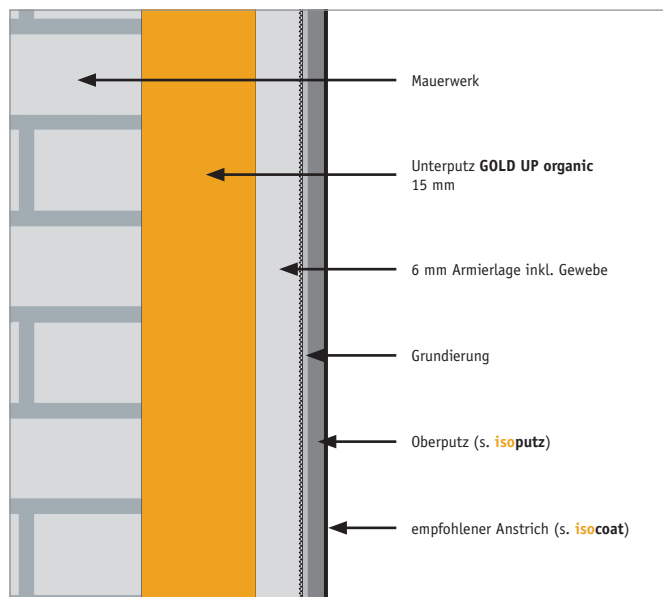 Mauerwerk
Unterputz GOLD UP organic
15 mm
6 mm Armierlage inkl. Gewebe
Grundierung
Oberputz (s. isoputz)
empfohlener Anstrich (s. isocoat)